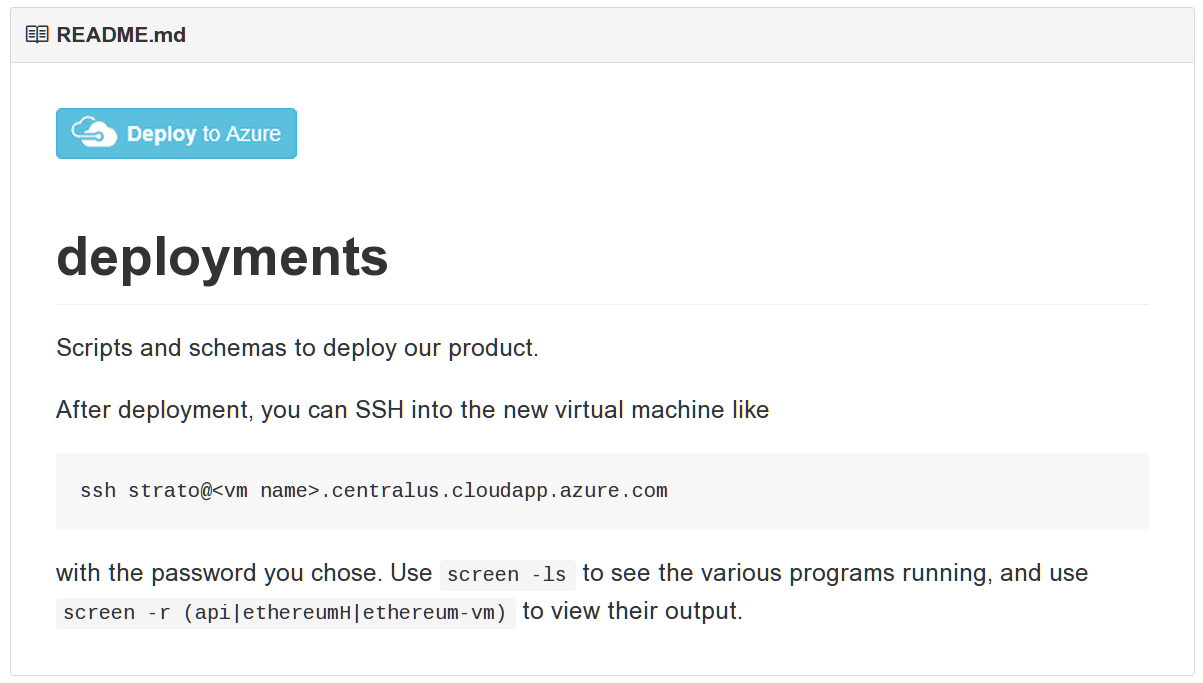 README.md
Deploy to Azure
deployments
Scripts and schemas to deploy our product.
After deployment, you can SSH into the new virtual machine like
ssh strato@<vm name>.centralus.cloudapp.azure.com
with the password you chose. Use screen -ls to see the various programs running, and use
screen -r (api|ethereumH|ethereum-vm) to view their output.